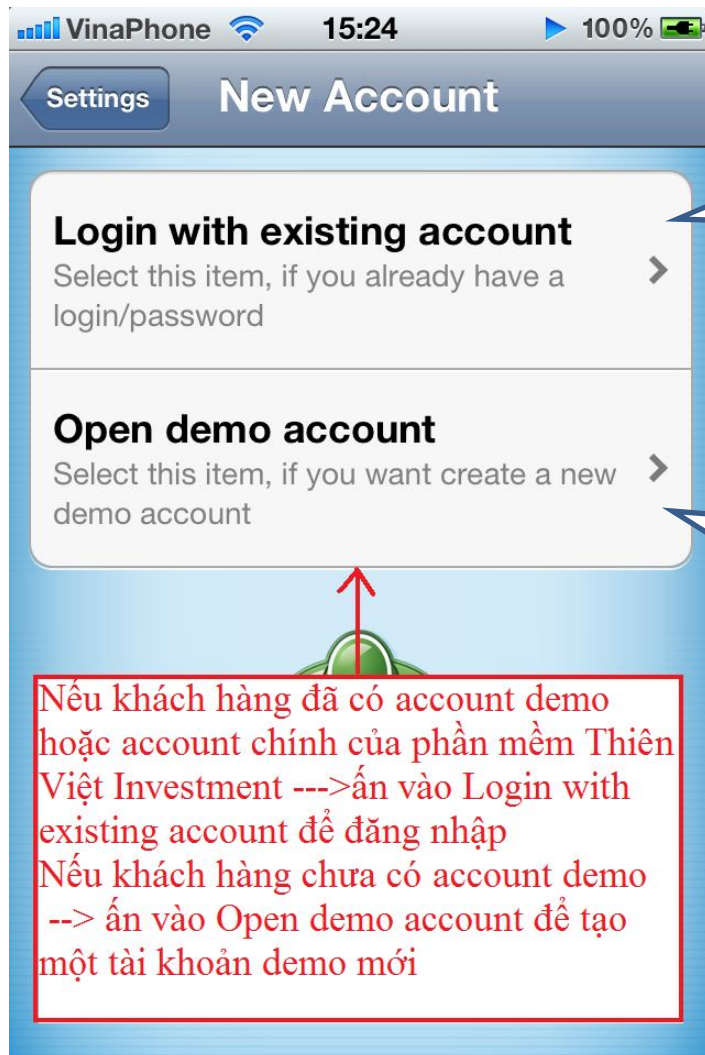 VinaPhone 15:24 100%
Settings New Account
Login with existing account
Select this item, if you already have a
login/password
Open demo account
Select this item, if you want create a new
demo account
Nếu khách hàng đã có account demo
hoặc account chính của phần mềm Thiên
Việt Investment --->ấn vào Login with
existing account để đăng nhập
Nếu khách hàng chưa có account demo
--> ấn vào Open demo account để tạo
một tài khoản demo mới